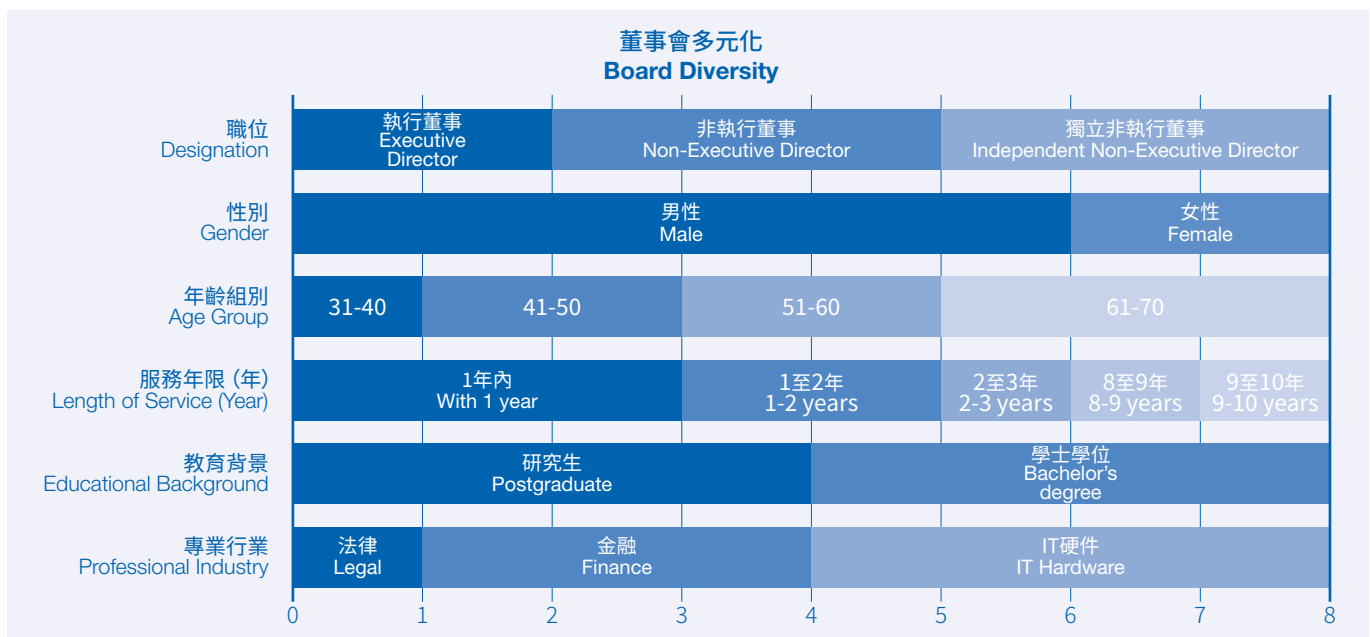 董事會多元化
Board Diversity
職位
Designation
執行董事
Executive
Director
非執行董事
Non-Executive Director
獨立非執行董事
Independent Non-Executive Director
性別
Gender
男性
Male
女性
Female
年齡組別
Age Group
31-40
41-50
51-60
61-70
服務年限（年）
Length of Service (Year)
1年內
With 1 year
1至2年
1-2 years
2至3年
2-3 years
8至9年
8-9 years
9至10年
9-10 years
教育背景
Educational Background
研究生
Postgraduate
學士學位
Bachelor's
degree
專業行業
Professional Industry
法律
Legal
金融
Finance
IT硬件
IT Hardware
0 1 2 3 4 5 6 7 8